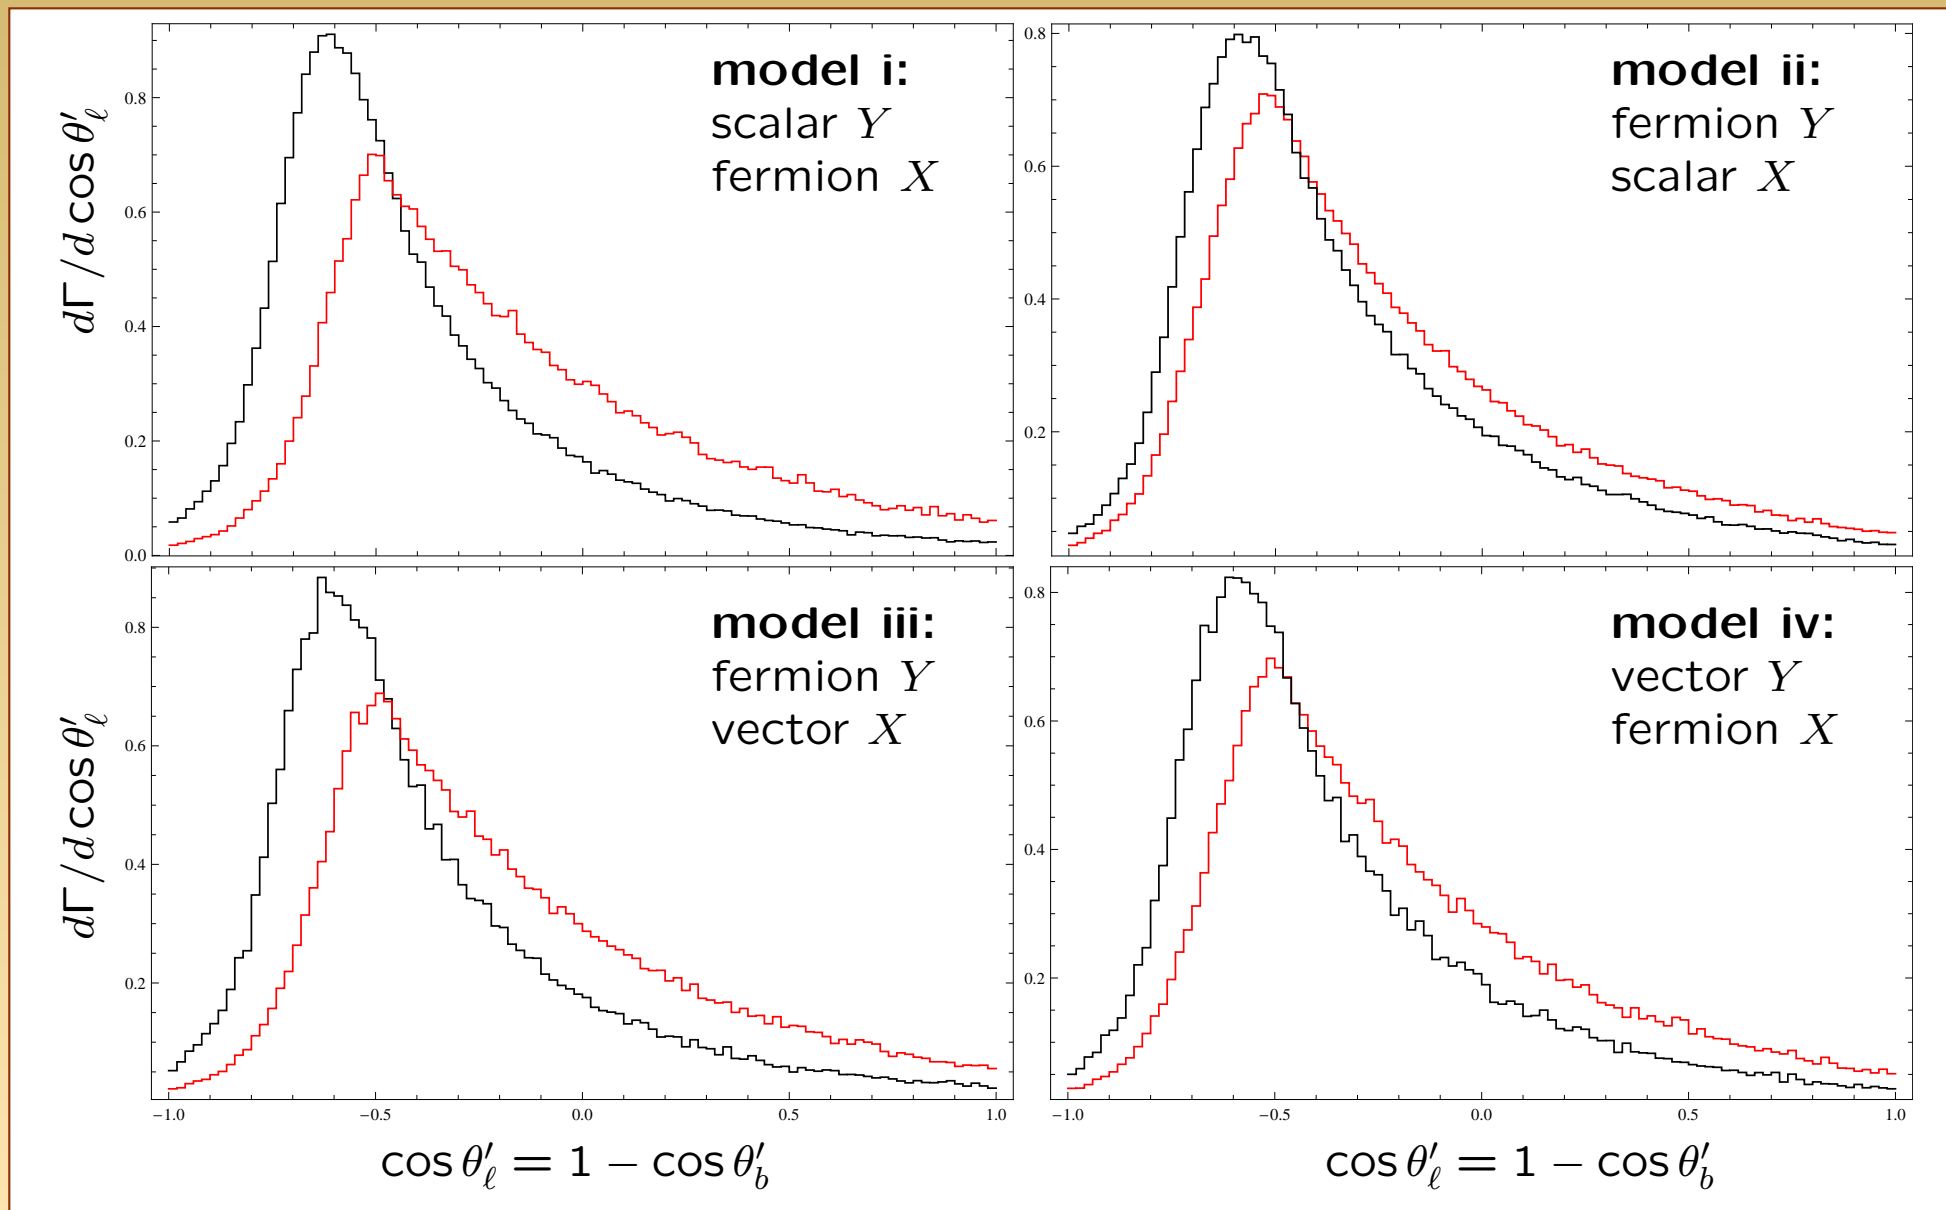 dΓ / d cos θ′ℓ
0.8
0.6
0.4
0.2
0.0
model i:
scalar Y
fermion X
0.8
0.6
0.4
0.2
model ii:
fermion Y
scalar X
dΓ / d cos θ′ℓ
0.8
0.6
0.4
0.2
−1.0 −0.5 0.0 0.5 1.0
model iii:
fermion Y
vector X
cos θ′ℓ = 1 − cos θ′b
0.8
0.6
0.4
0.2
−1.0 −0.5 0.0 0.5 1.0
model iv:
vector Y
fermion X
cos θ′ℓ = 1 − cos θ′b